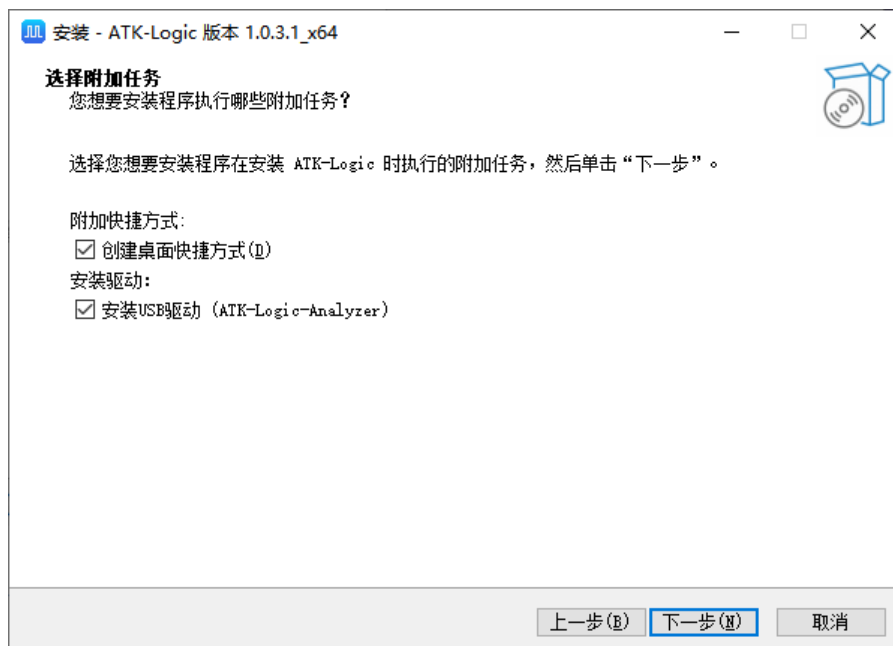 安装 - ATK-Logic 版本 1.0.3.1_x64
选择附加任务
您想要安装程序执行哪些附加任务？
选择您想要安装程序在安装 ATK-Logic 时执行的附加任务，然后单击“下一步”。
附加快捷方式:
创建桌面快捷方式(D)
安装驱动：
安装USB驱动 (ATK-Logic-Analyzer)
上一步(B) 下一步(N) 取消